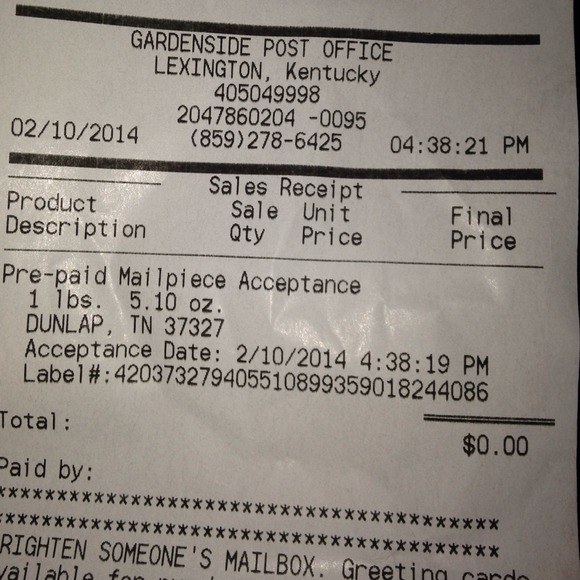 GARDENSIDE POST OFFICE
LEXINGTON, Kentucky
405049998
2047860204 -0095
02/10/2014 (859)278-6425 04:38:21 PM
Sales Receipt
Product Sale Unit Final
Description Qty Price Price
Pre-paid Mailpiece Acceptance
1 lbs. 5.10 oz.
DUNLAP, TN 37327
Acceptance Date: 2/10/2014 4:38:19 PM
Label#:420373279405510899359018244086
Total:
$0.00
Paid by:
****************************************
****************************************
RIGHTEN SOMEONE'S MAILBOX. Greeting cards